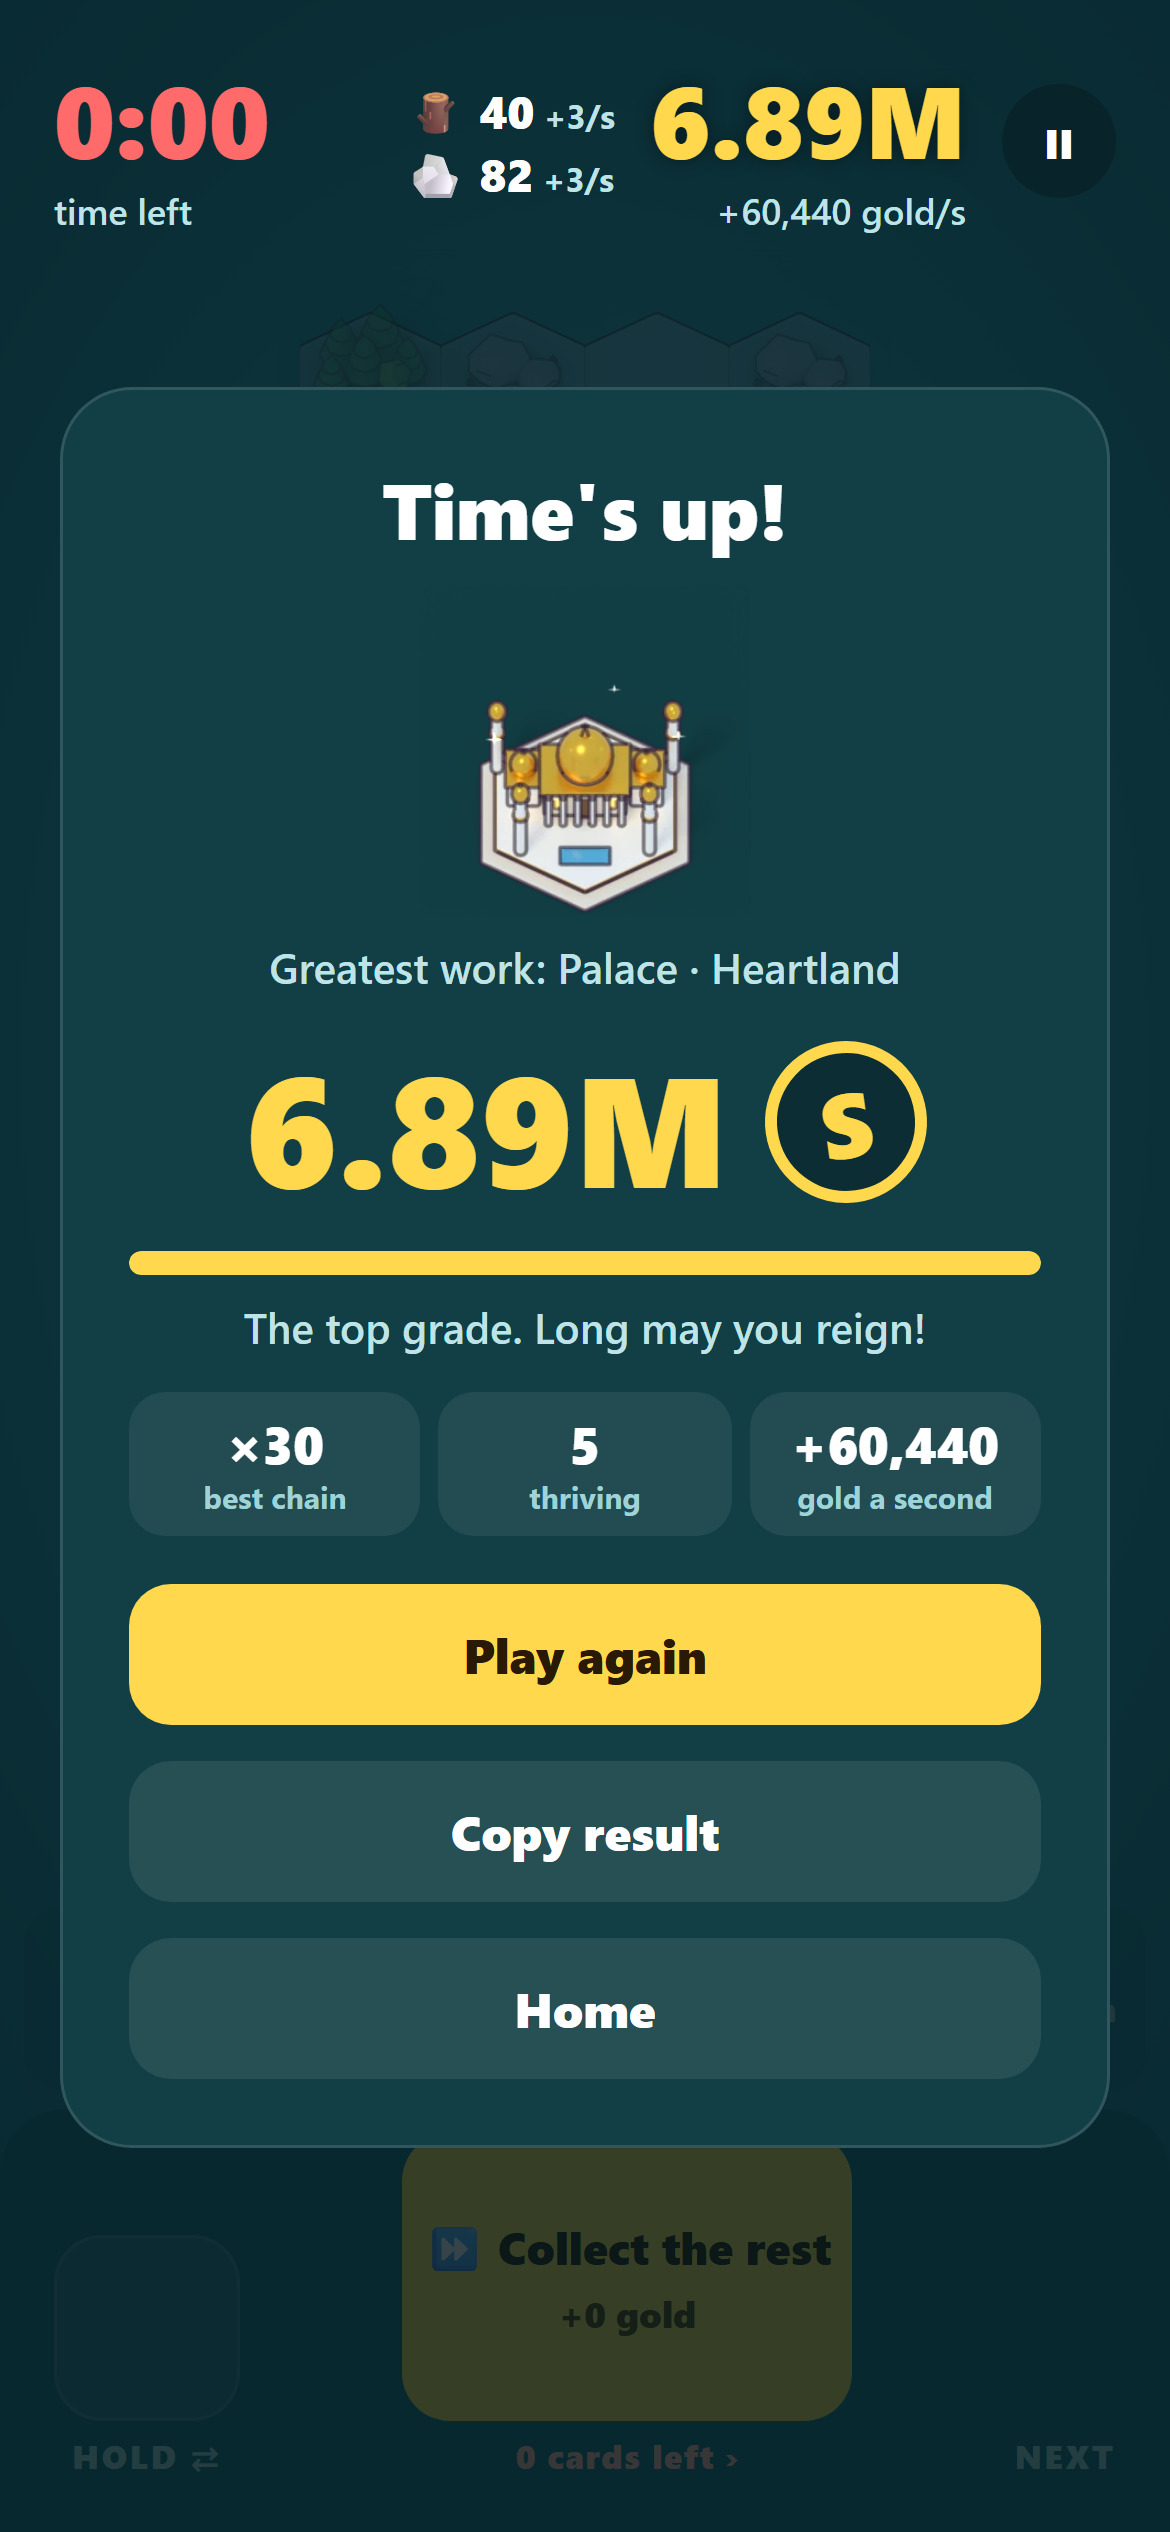 0:00
time left
40 +3/s
82 +3/s
6.89M
+60,440 gold/s
Time's up!
Greatest work: Palace · Heartland
6.89M S
The top grade. Long may you reign!
×30
best chain
5
thriving
+60,440
gold a second
Play again
Copy result
Home
Collect the rest
+0 gold
HOLD ⇄
0 cards left ›
NEXT